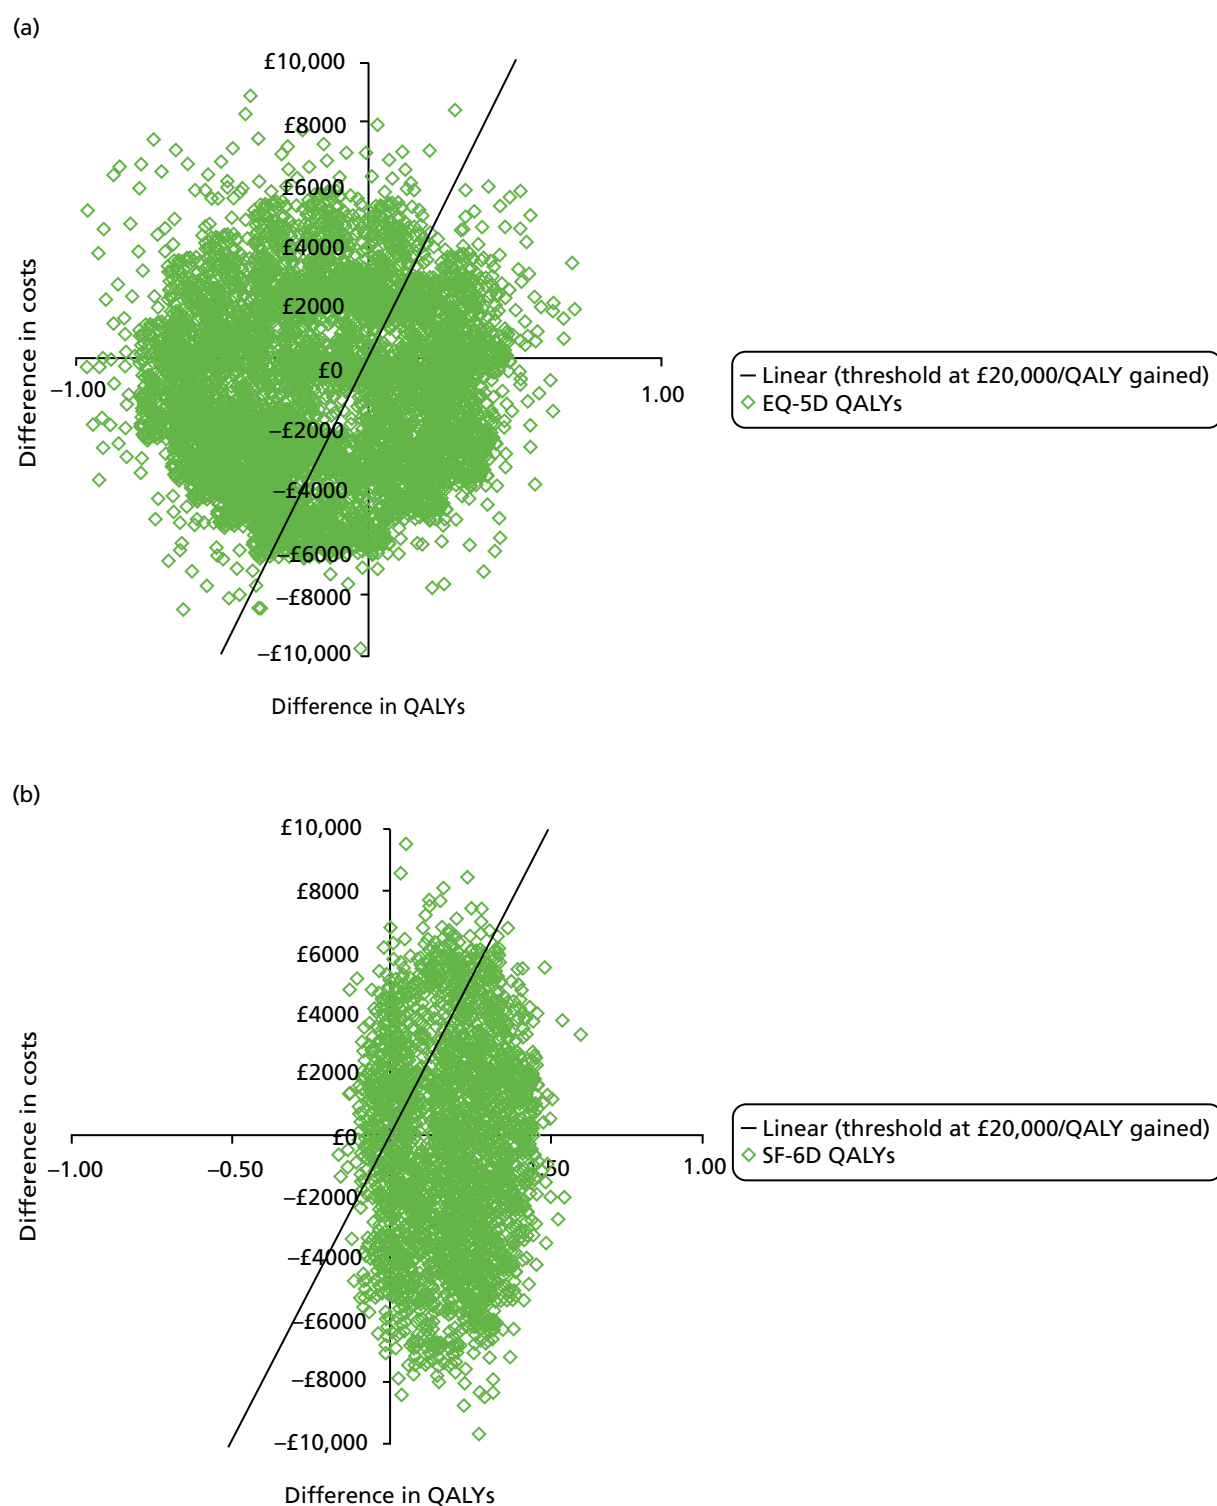 (a)
£10,000
£8000
£6000
£4000
£2000
£0
−£2000
−£4000
−£6000
−£8000
−£10,000
−1.00
1.00
Difference in costs
Difference in QALYs
Linear (threshold at £20,000/QALY gained)
EQ-5D QALYs
(b)
£10,000
£8000
£6000
£4000
£2000
£0
−£2000
−£4000
−£6000
−£8000
−£10,000
−1.00
−0.50
.50
1.00
Difference in costs
Difference in QALYs
Linear (threshold at £20,000/QALY gained)
SF-6D QALYs